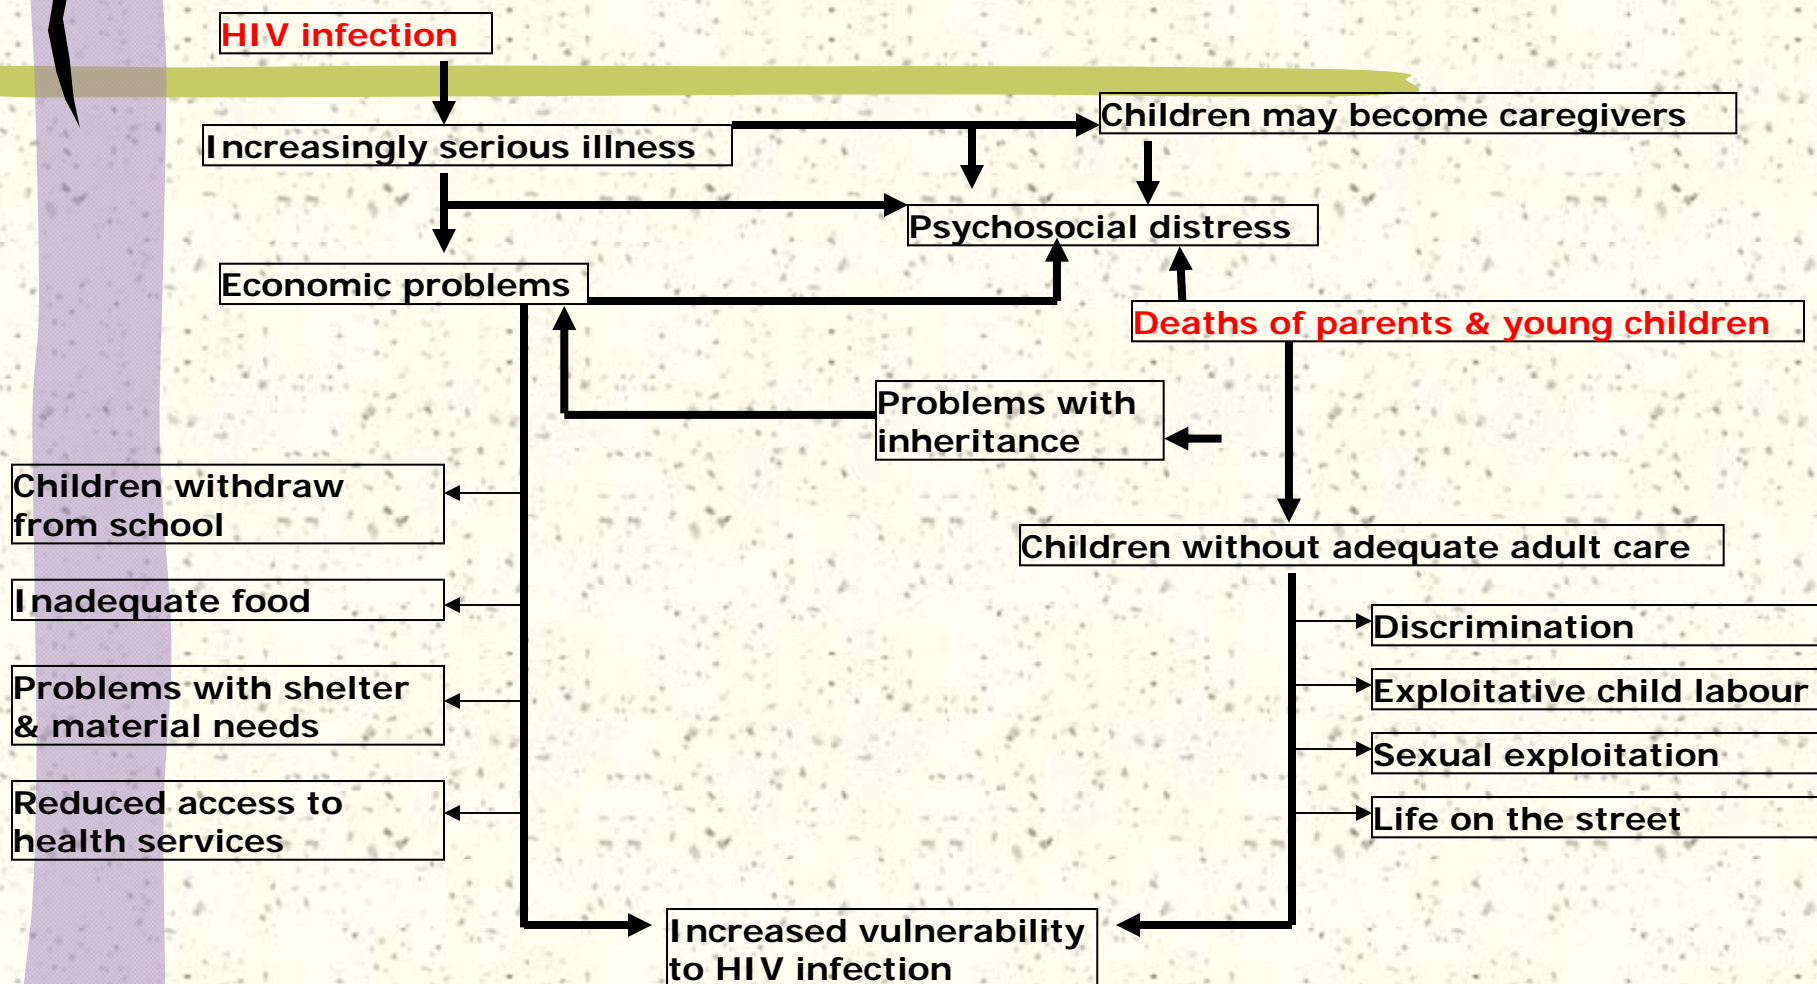 HIV infection
Children may become caregivers
Increasingly serious illness
Psychosocial distress
Economic problems
Deaths of parents & young children
Problems with
inheritance
Children withdraw
from school
Children without adequate adult care
Inadequate food
Discrimination
Problems with shelter
& material needs
Exploitative child labour
Sexual exploitation
Reduced access to
health services
Life on the street
Increased vulnerability
to HIV infection